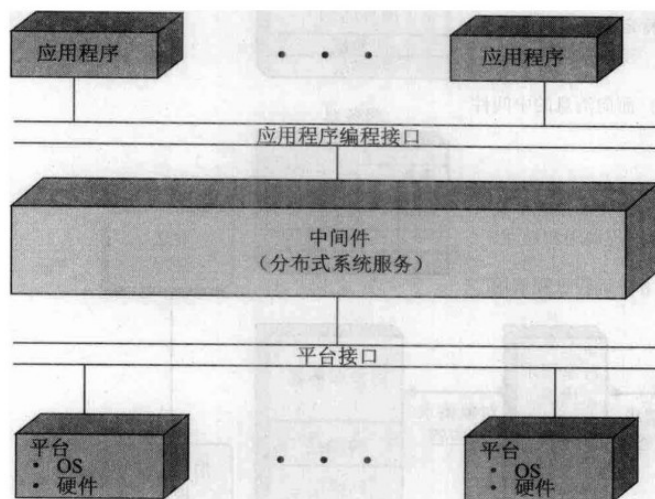 应用程序
• • •
应用程序
应用程序编程接口
中间件
(分布式系统服务)
平台接口
平台
• OS
• 硬件
• • •
平台
• OS
• 硬件